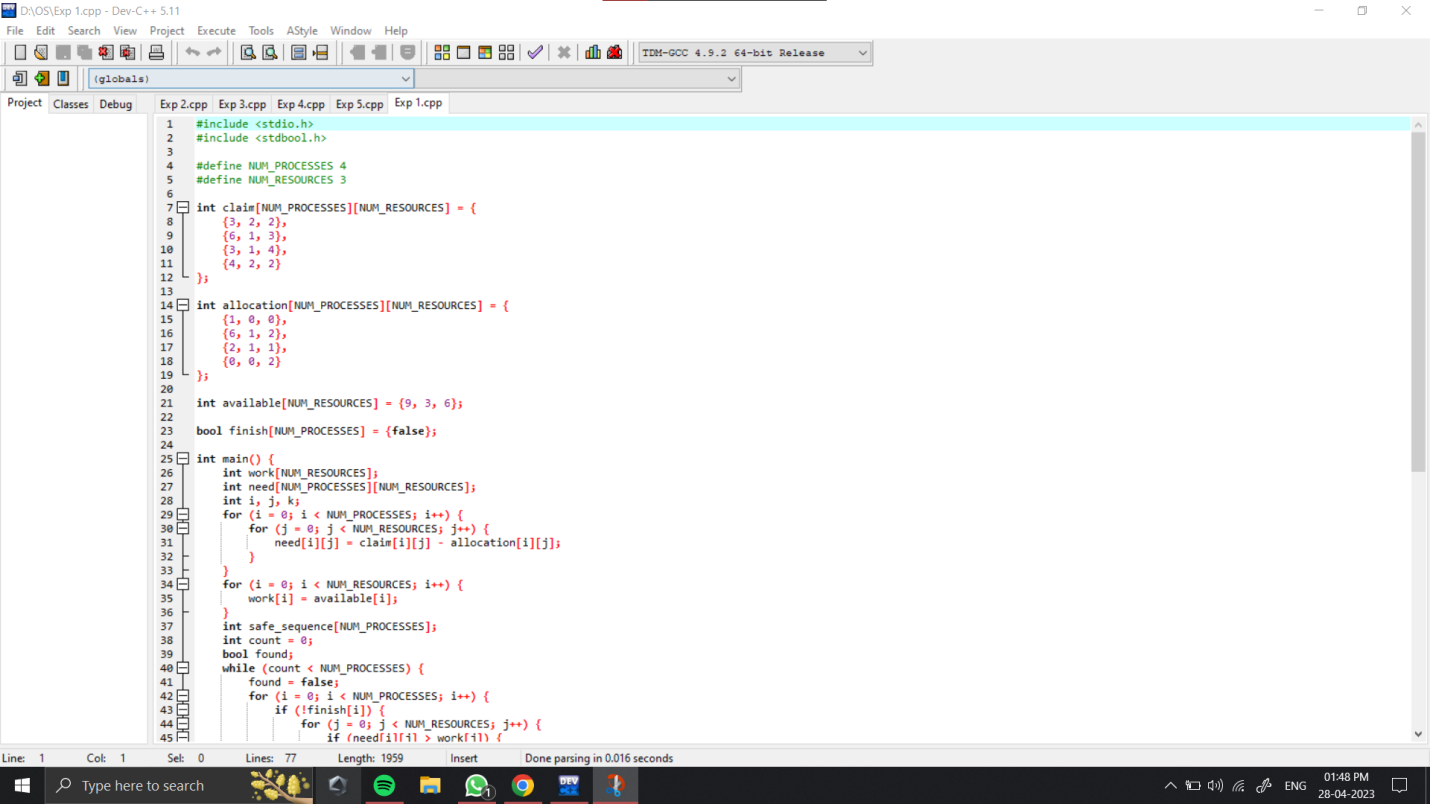 D:\OS\Exp 1.cpp - Dev-C++ 5.11
File Edit Search View Project Execute Tools AStyle Window Help
TDM-GCC 4.9.2 64-bit Release
(globals)
Project Classes Debug Exp 2.cpp Exp 3.cpp Exp 4.cpp Exp 5.cpp Exp 1.cpp
1 #include <stdio.h>
2 #include <stdbool.h>
3
4 #define NUM_PROCESSES 4
5 #define NUM_RESOURCES 3
6
7 int claim[NUM_PROCESSES][NUM_RESOURCES] = {
8 {3, 2, 2},
9 {6, 1, 3},
10 {3, 1, 4},
11 {4, 2, 2}
12 };
13
14 int allocation[NUM_PROCESSES][NUM_RESOURCES] = {
15 {1, 0, 0},
16 {6, 1, 2},
17 {2, 1, 1},
18 {0, 0, 2}
19 };
20
21 int available[NUM_RESOURCES] = {9, 3, 6};
22
23 bool finish[NUM_PROCESSES] = {false};
24
25 int main() {
26 int work[NUM_RESOURCES];
27 int need[NUM_PROCESSES][NUM_RESOURCES];
28 int i, j, k;
29 for (i = 0; i < NUM_PROCESSES; i++) {
30 for (j = 0; j < NUM_RESOURCES; j++) {
31 need[i][j] = claim[i][j] - allocation[i][j];
32 }
33 }
34 for (i = 0; i < NUM_RESOURCES; i++) {
35 work[i] = available[i];
36 }
37 int safe_sequence[NUM_PROCESSES];
38 int count = 0;
39 bool found;
40 while (count < NUM_PROCESSES) {
41 found = false;
42 for (i = 0; i < NUM_PROCESSES; i++) {
43 if (!finish[i]) {
44 for (j = 0; j < NUM_RESOURCES; j++) {
45 if (need[i][j] > work[j]) {
Line: 1 Col: 1 Sel: 0 Lines: 77 Length: 1959 Insert Done parsing in 0.016 seconds
Type here to search
DEV
1
ENG
01:48 PM
28-04-2023